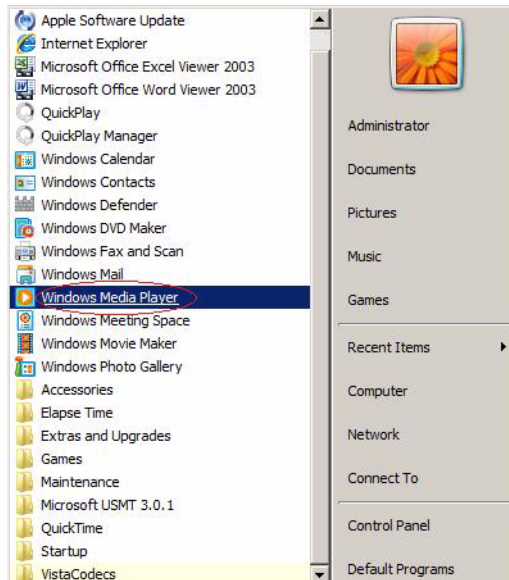 Apple Software Update
Internet Explorer
Microsoft Office Excel Viewer 2003
Microsoft Office Word Viewer 2003
QuickPlay
QuickPlay Manager
Windows Calendar
Windows Contacts
Windows Defender
Windows DVD Maker
Windows Fax and Scan
Windows Mail
Windows Media Player
Windows Meeting Space
Windows Movie Maker
Windows Photo Gallery
Accessories
Elapse Time
Extras and Upgrades
Games
Maintenance
Microsoft USMT 3.0.1
QuickTime
Startup
VistaCodecs
Administrator
Documents
Pictures
Music
Games
Recent Items
Computer
Network
Connect To
Control Panel
Default Programs